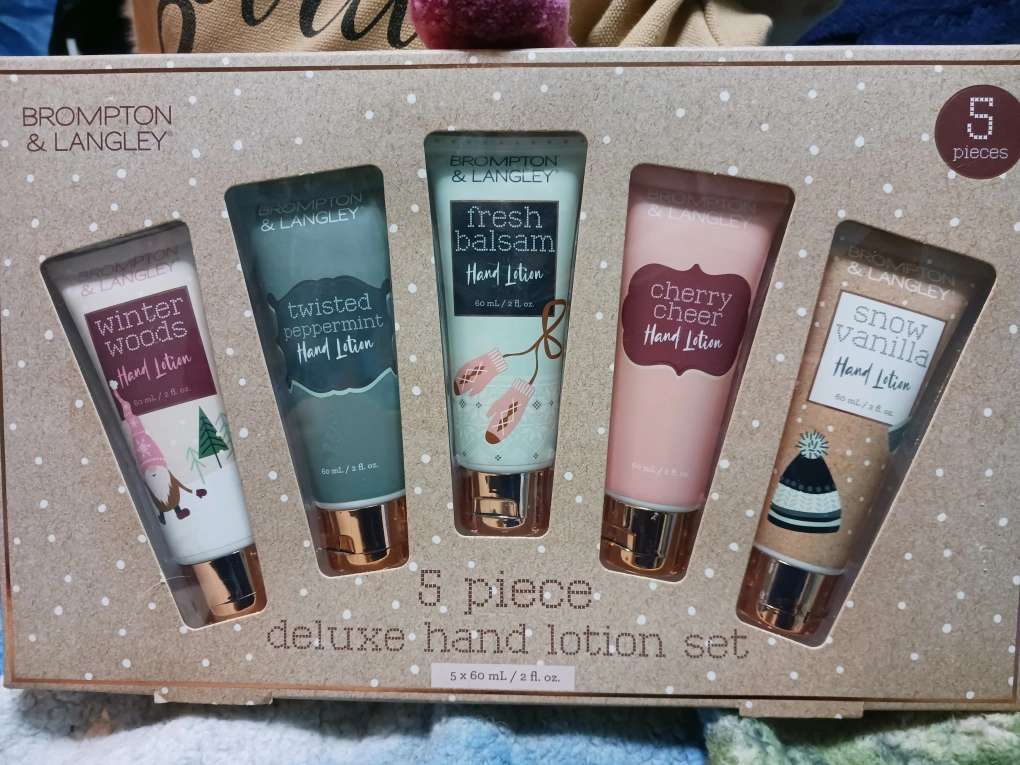 BROMPTON
& LANGLEY®
5
pieces
BROMPTON
& LANGLEY
winter
woods
Hand Lotion
60 mL / 2 fl. oz.
BROMPTON
& LANGLEY
twisted
peppermint
Hand Lotion
60 mL / 2 fl. oz.
BROMPTON
& LANGLEY
fresh
balsam
Hand Lotion
60 mL / 2 fl. oz.
BROMPTON
& LANGLEY
cherry
cheer
Hand Lotion
60 mL / 2 fl. oz.
BROMPTON
& LANGLEY
snow
vanilla
Hand Lotion
60 mL / 2 fl. oz.
5 piece
deluxe hand lotion set
5 x 60 mL / 2 fl. oz.